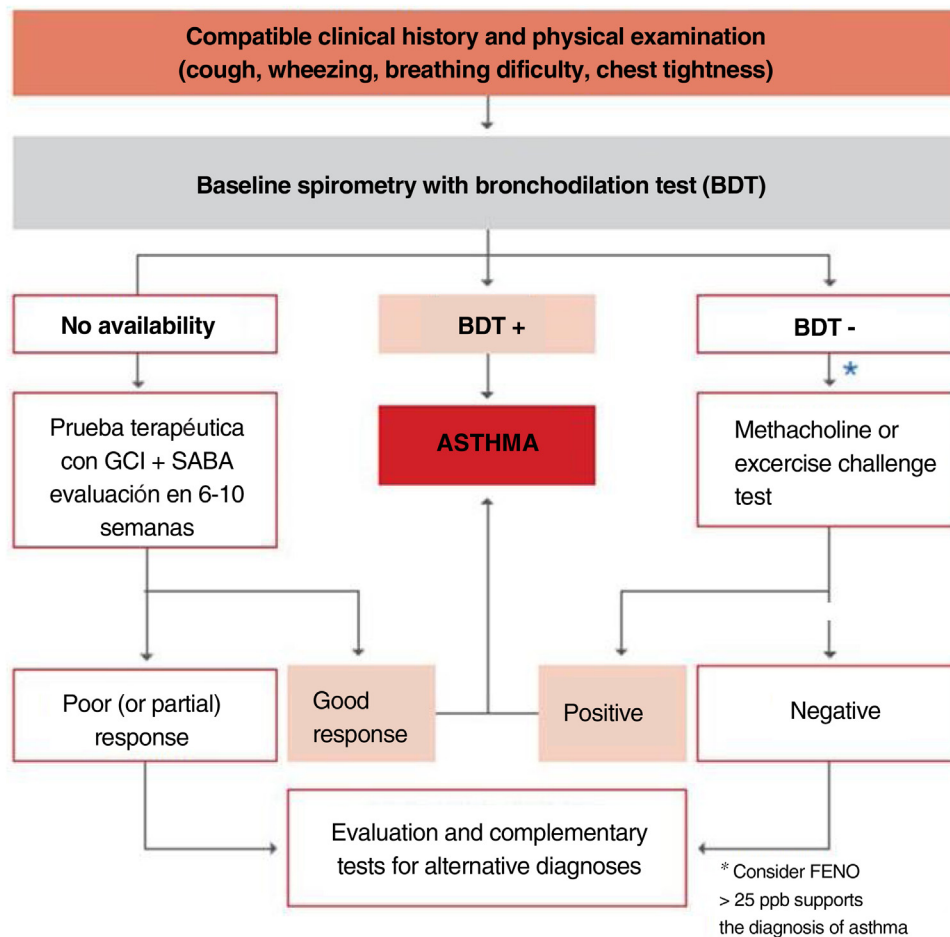 Compatible clinical history and physical examination
(cough, wheezing, breathing dificulty, chest tightness)
Baseline spirometry with bronchodilation test (BDT)
No availability
BDT +
BDT -
*
Prueba terapéutica
con GCI + SABA
evaluación en 6-10
semanas
ASTHMA
Methacholine or
excercise challenge
test
Poor (or partial)
response
Good
response
Positive
Negative
Evaluation and complementary
tests for alternative diagnoses
* Consider FENO
> 25 ppb supports
the diagnosis of asthma